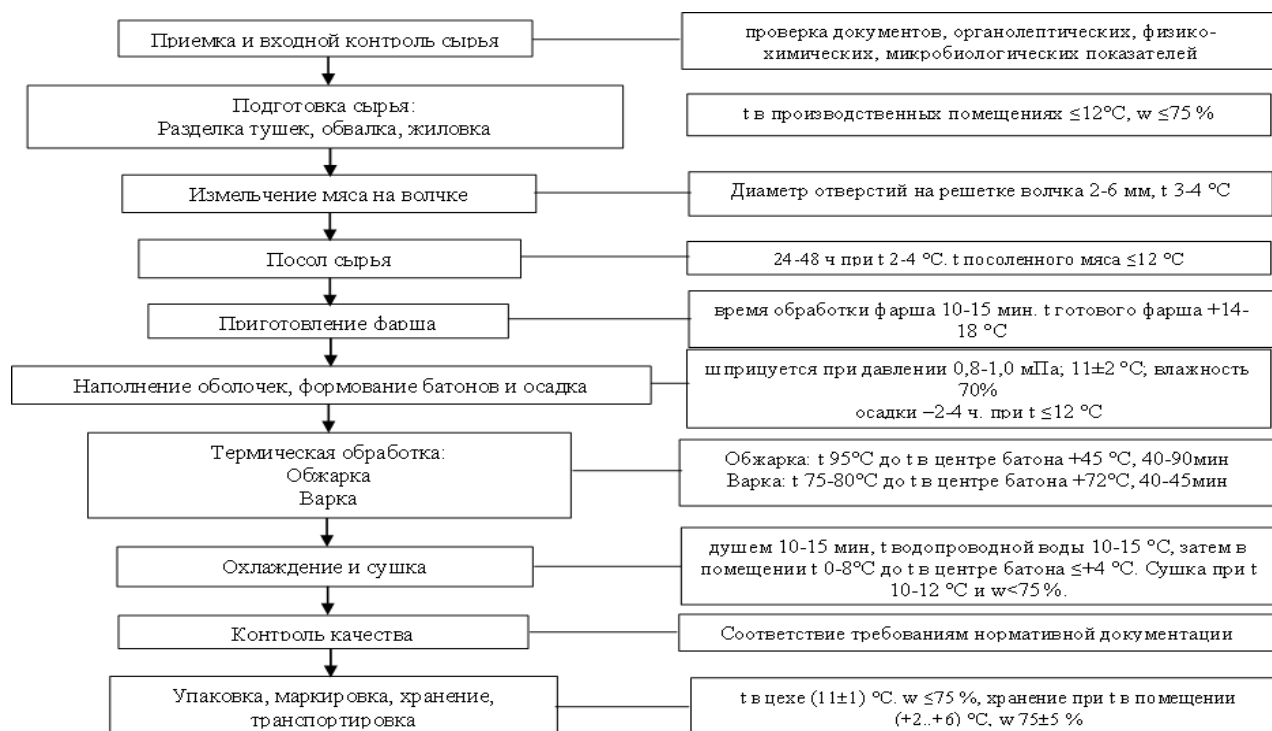 Приемка и входной контроль сырья
проверка документов, органолептических, физико-
химических, микробиологических показателей
Подготовка сырья:
Разделка тушек, обвалка, жиловка
t в производственных помещениях ≤12°С, w ≤75 %
Измельчение мяса на волчке
Диаметр отверстий на решетке волчка 2-6 мм, t 3-4 °С
Посол сырья
24-48 ч при t 2-4 °С. t посоленного мяса ≤12 °С
Приготовление фарша
время обработки фарша 10-15 мин. t готового фарша +14-
18 °С
Наполнение оболочек, формование батонов и осадка
шприцуется при давлении 0,8-1,0 мПа; 11±2 °С; влажность
70%
осадки –2-4 ч. при t ≤12 °С
Термическая обработка:
Обжарка
Варка
Обжарка: t 95°С до t в центре батона +45 °С, 40-90мин
Варка: t 75-80°С до t в центре батона +72°С, 40-45мин
Охлаждение и сушка
душем 10-15 мин, t водопроводной воды 10-15 °С, затем в
помещении t 0-8°С до t в центре батона ≤+4 °С. Сушка при t
10-12 °С и w<75 %.
Контроль качества
Соответствие требованиям нормативной документации
Упаковка, маркировка, хранение,
транспортировка
t в цехе (11±1) °С. w ≤75 %, хранение при t в помещении
(+2..+6) °С, w 75±5 %